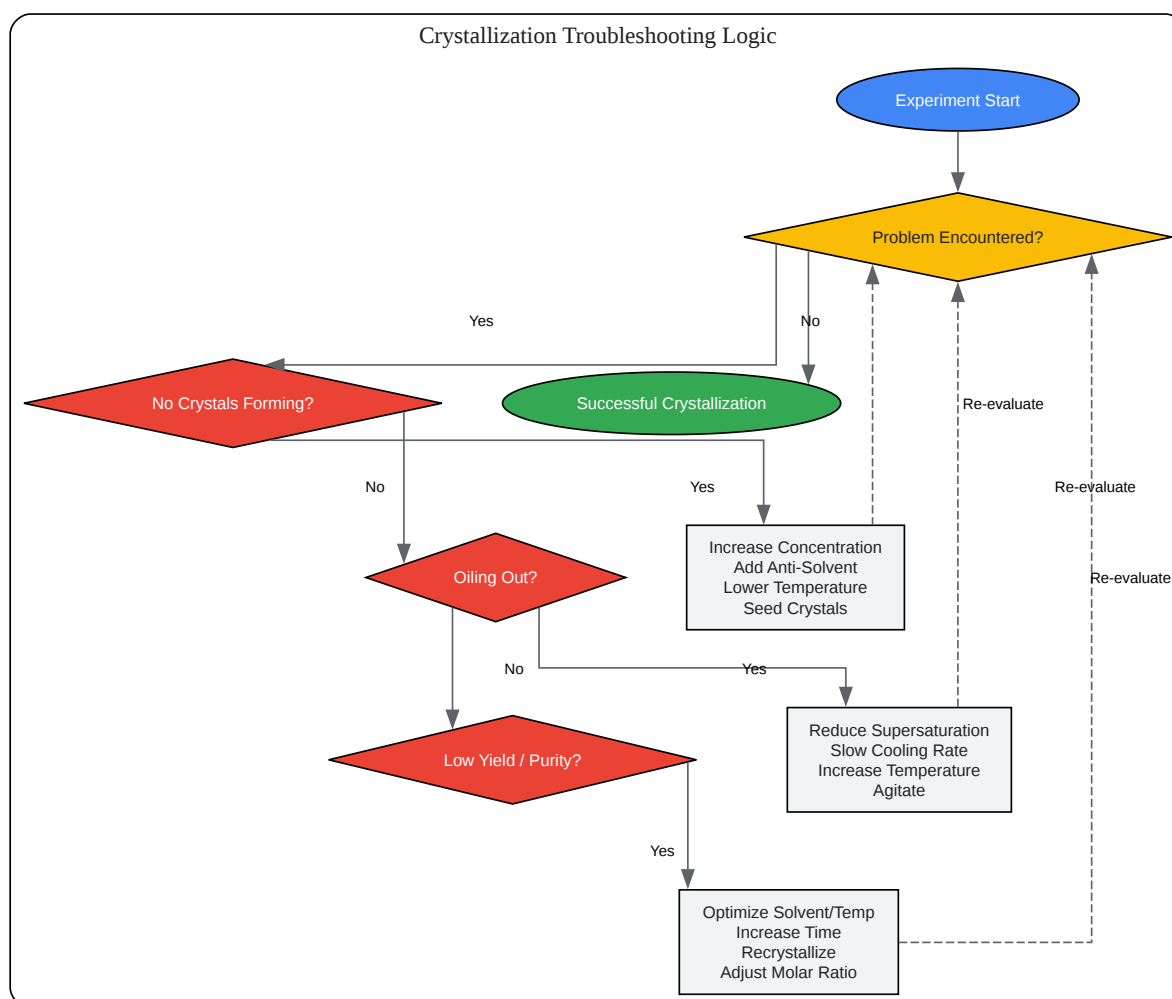 Crystallization Troubleshooting Logic
Experiment Start
Problem Encountered?
Yes
No
No Crystals Forming?
Successful Crystallization
Re-evaluate
No
Yes
Re-evaluate
Increase Concentration
Add Anti-Solvent
Lower Temperature
Seed Crystals
Oiling Out?
Re-evaluate
No
Yes
Reduce Supersaturation
Slow Cooling Rate
Increase Temperature
Agitate
Low Yield / Purity?
Yes
Optimize Solvent/Temp
Increase Time
Recrystallize
Adjust Molar Ratio